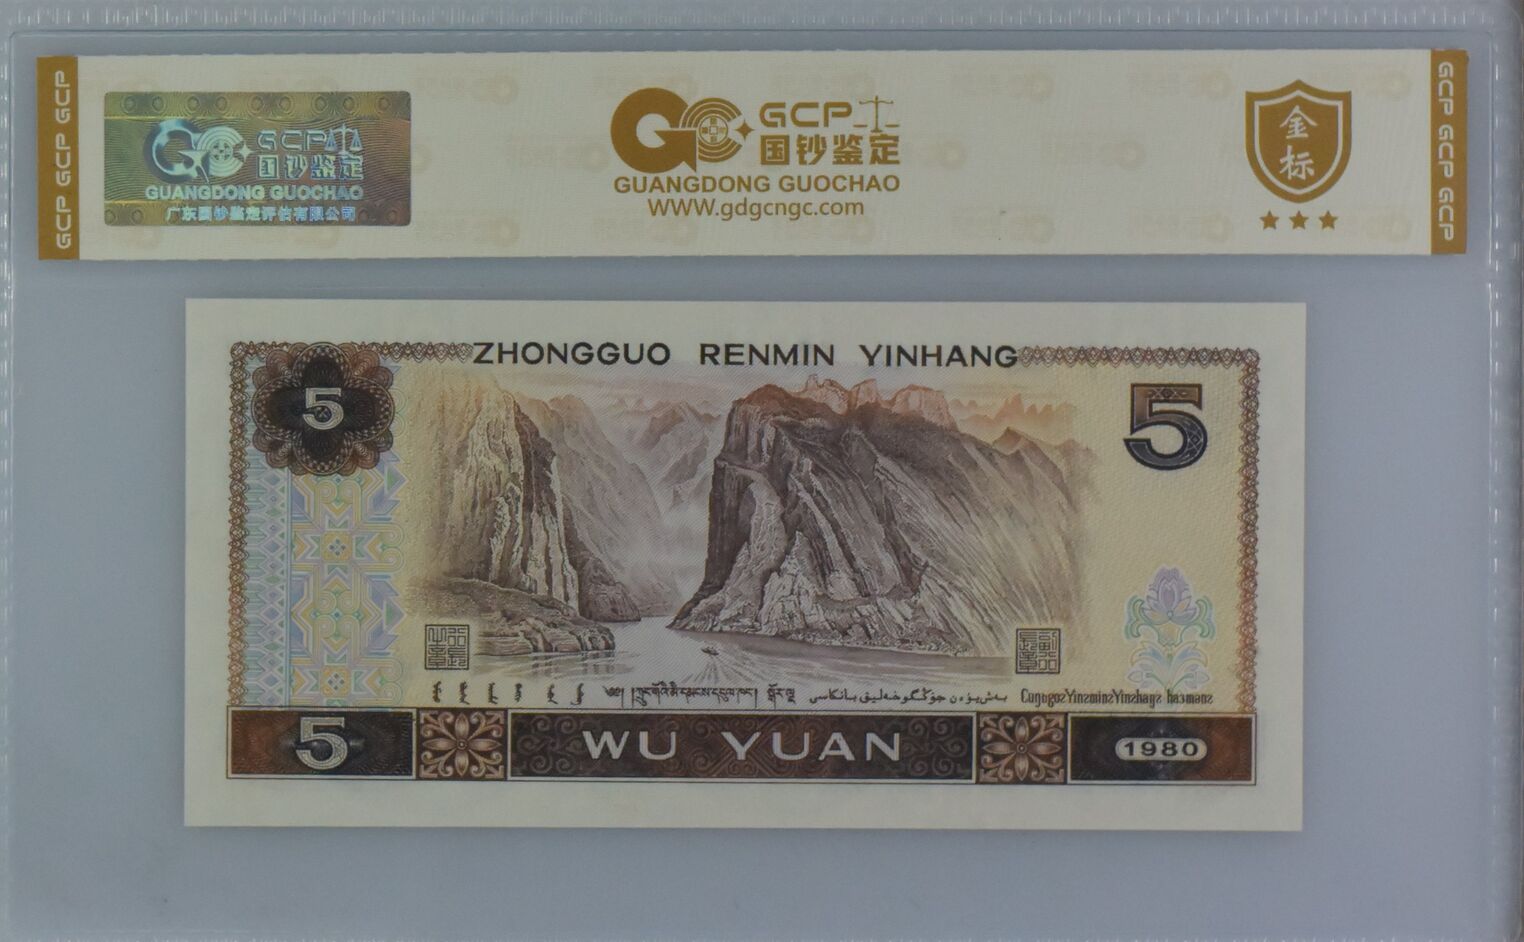 GCP GCP GCP
GCP
国钞鉴定
GUANGDONG GUOCHAO
广东国钞鉴定评估有限公司
GCP
国钞鉴定
GUANGDONG GUOCHAO
WWW.gdgcngc.com
金标
GCP GCP GCP
ZHONGGUO RENMIN YINHANG
5
5
5
WU YUAN
1980